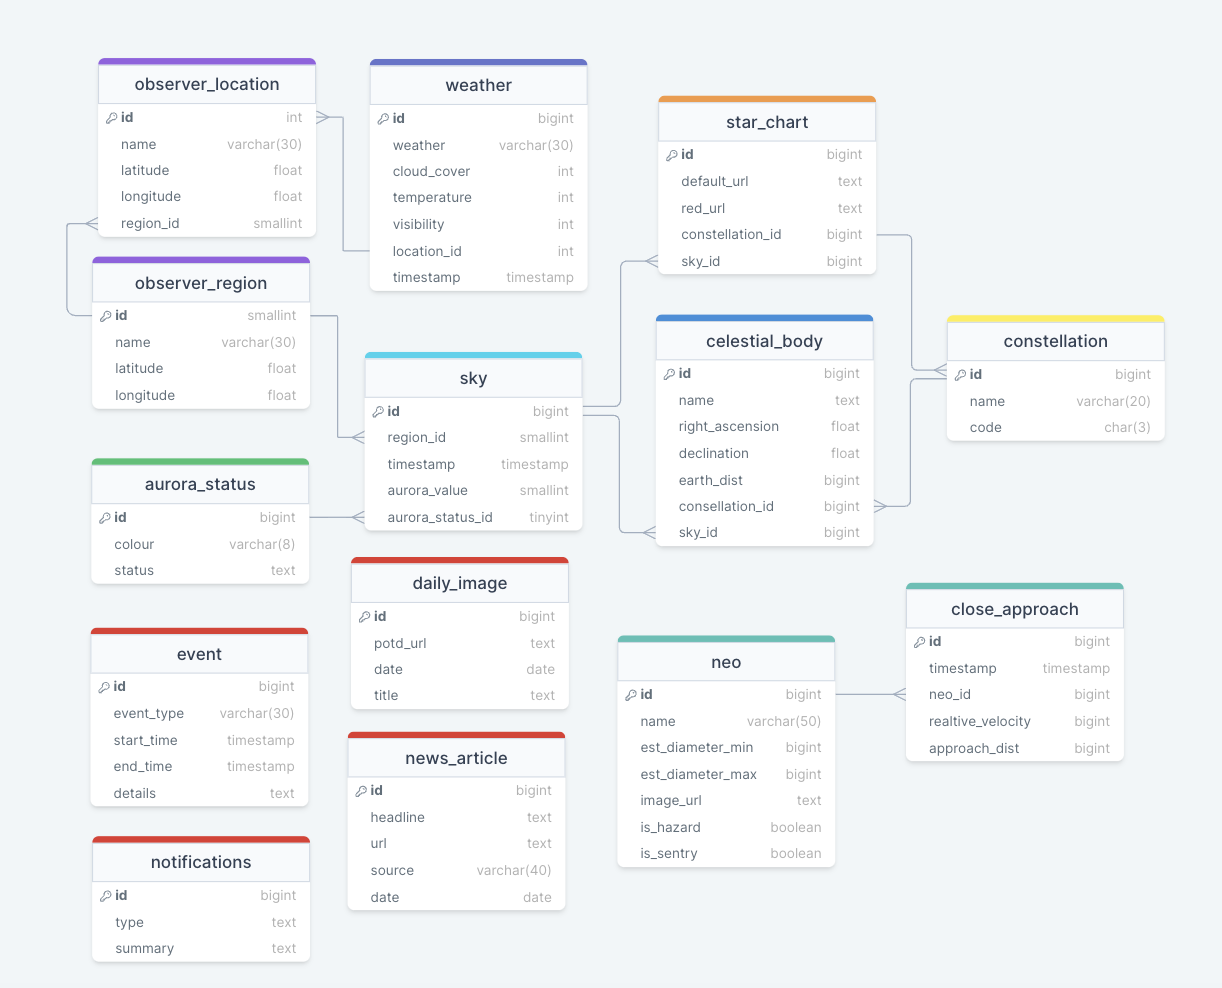 observer_location
id int
name varchar(30)
latitude float
longitude float
region_id smallint
weather
id bigint
weather varchar(30)
cloud_cover int
temperature int
visibility int
location_id int
timestamp timestamp
star_chart
id bigint
default_url text
red_url text
constellation_id bigint
sky_id bigint
observer_region
id smallint
name varchar(30)
latitude float
longitude float
sky
id bigint
region_id smallint
timestamp timestamp
aurora_value smallint
aurora_status_id tinyint
celestial_body
id bigint
name text
right_ascension float
declination float
earth_dist bigint
consellation_id bigint
sky_id bigint
constellation
id bigint
name varchar(20)
code char(3)
aurora_status
id bigint
colour varchar(8)
status text
daily_image
id bigint
potd_url text
date date
title text
event
id bigint
event_type varchar(30)
start_time timestamp
end_time timestamp
details text
neo
id bigint
name varchar(50)
est_diameter_min bigint
est_diameter_max bigint
image_url text
is_hazard boolean
is_sentry boolean
close_approach
id bigint
timestamp timestamp
neo_id bigint
realtive_velocity bigint
approach_dist bigint
news_article
id bigint
headline text
url text
source varchar(40)
date date
notifications
id bigint
type text
summary text